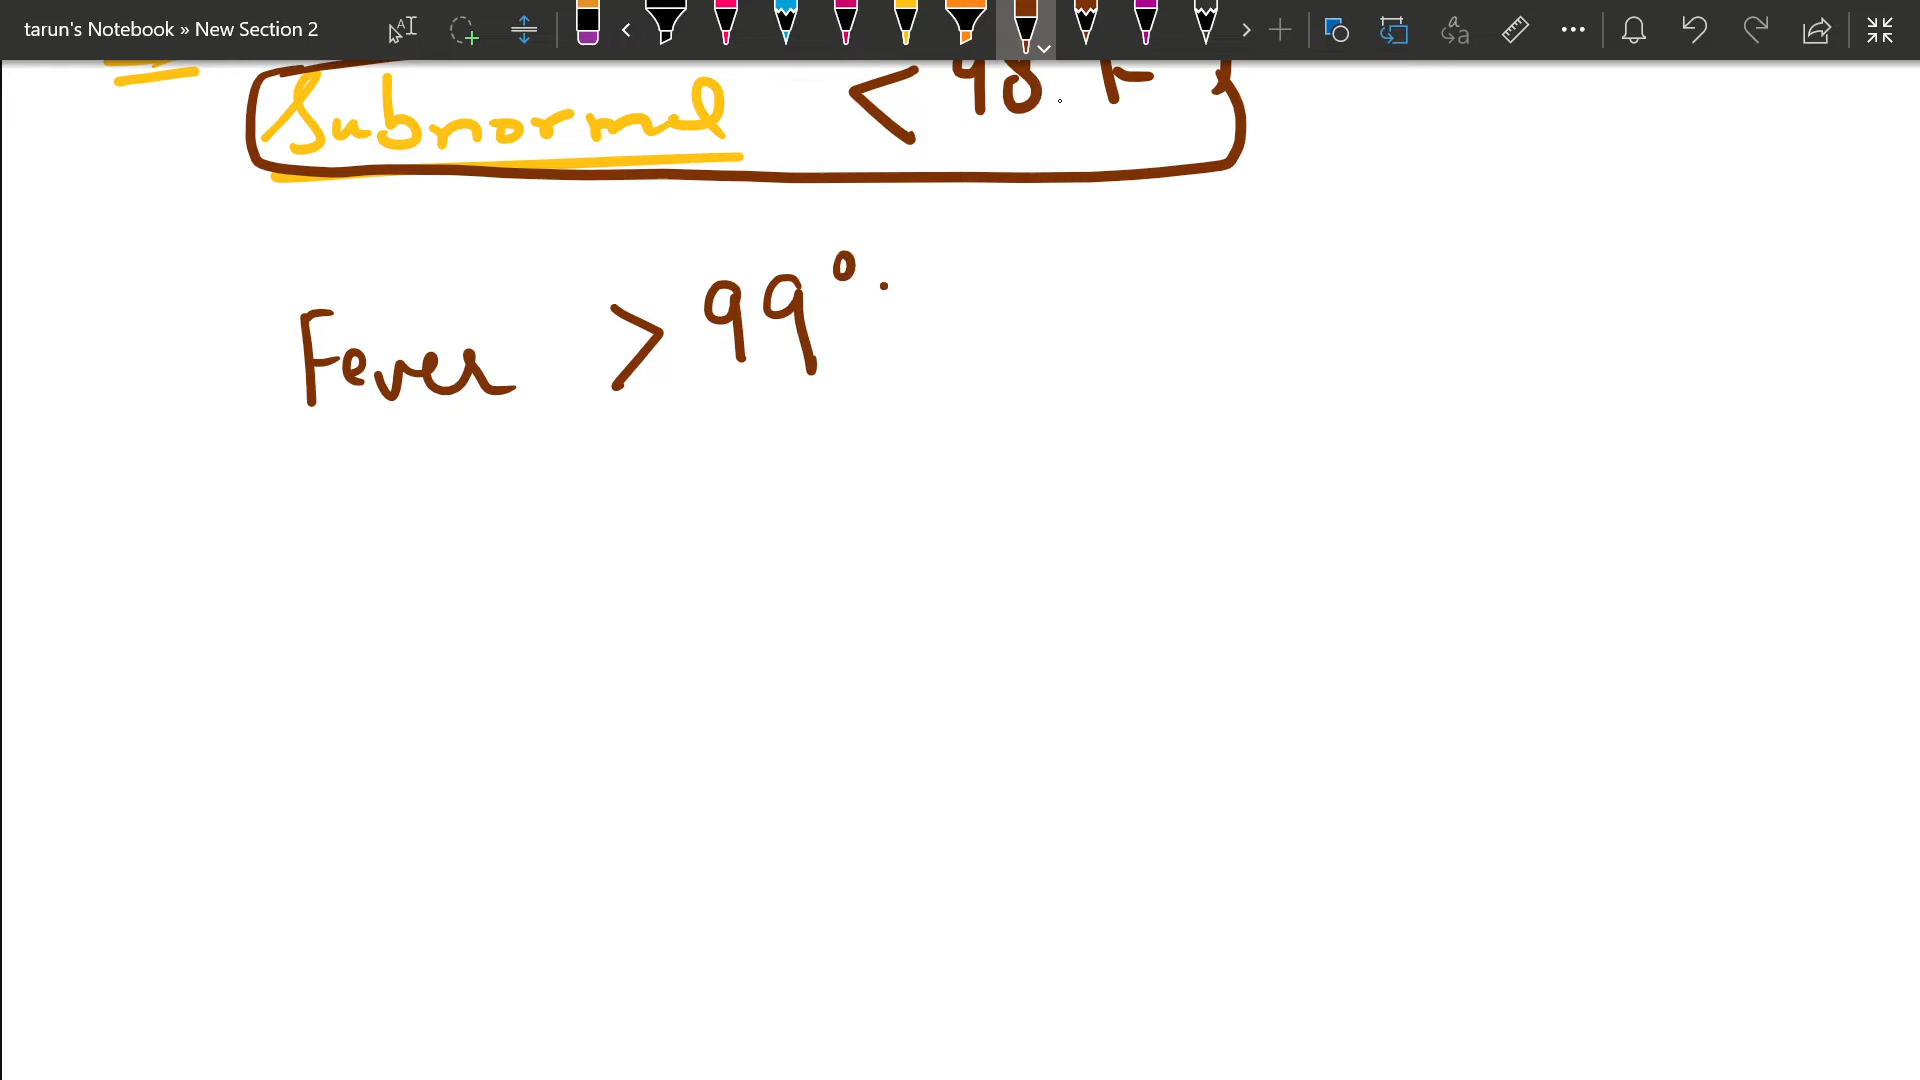 tarun's Notebook » New Section 2
Subnormal < 98. F
Fever > 99°.